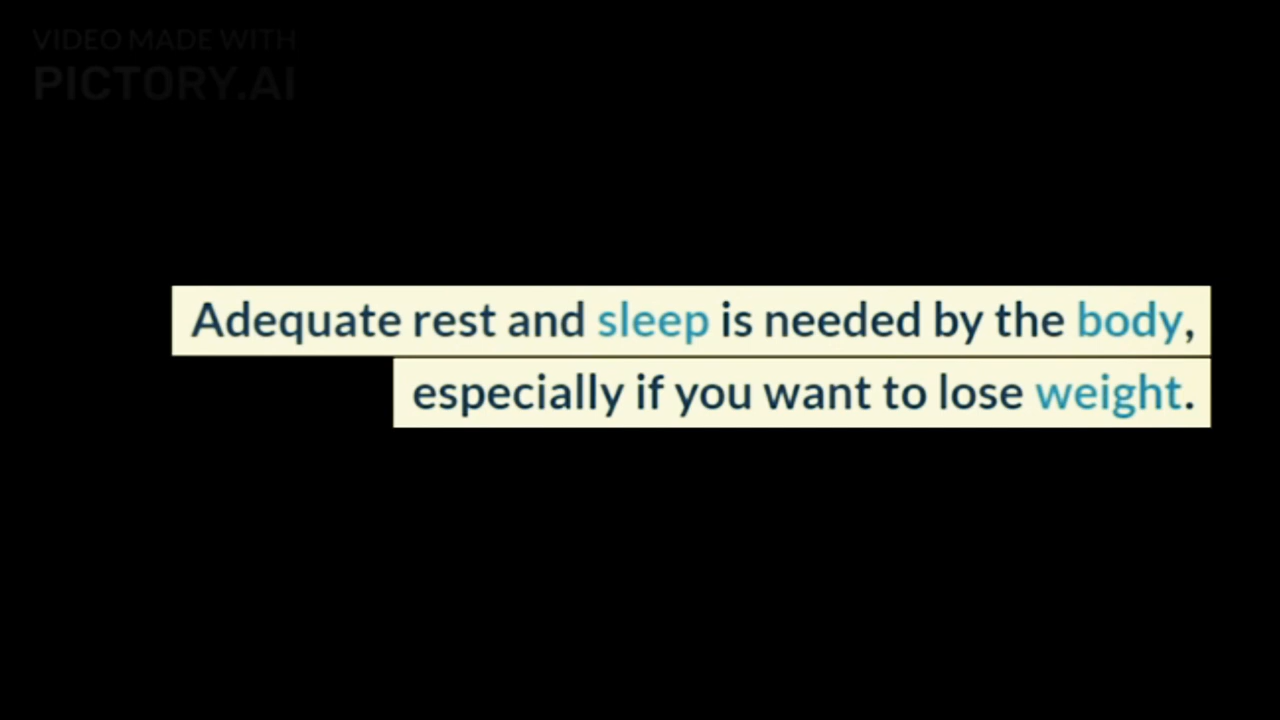 VIDEO MADE WITH
PICTORY.AI
Adequate rest and sleep is needed by the body,
especially if you want to lose weight.